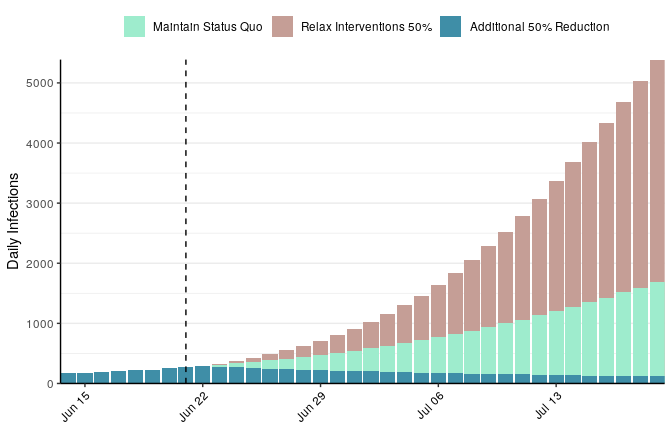 Maintain Status Quo Relax Interventions 50% Additional 50% Reduction
Daily Infections
5000
4000
3000
2000
1000
0
Jun 15 Jun 22 Jun 29 Jul 06 Jul 13